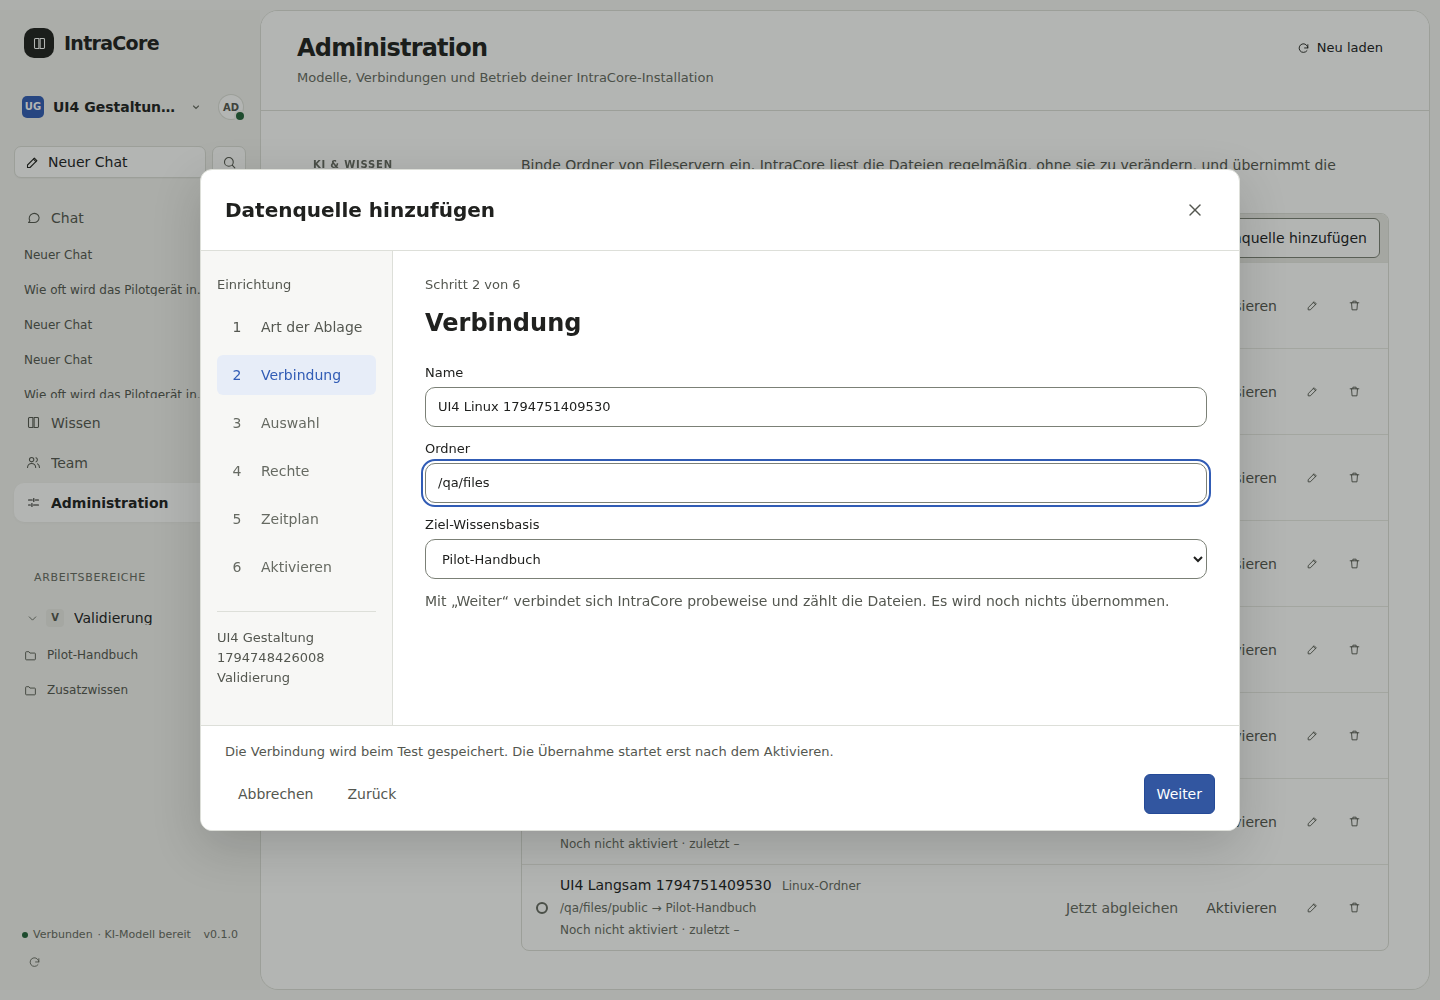 IntraCore
UG UI4 Gestaltun… AD
Neuer Chat
Chat
Neuer Chat
Wie oft wird das Pilotgerät in.
Neuer Chat
Neuer Chat
Wie oft wird das Pilotgerät in.
Wissen
Team
Administration
ARBEITSBEREICHE
V Validierung
Pilot-Handbuch
Zusatzwissen
Verbunden · KI-Modell bereit v0.1.0
Administration
Modelle, Verbindungen und Betrieb deiner IntraCore-Installation
Neu laden
KI & WISSEN
Binde Ordner von Fileservern ein. IntraCore liest die Dateien regelmäßig, ohne sie zu verändern, und übernimmt die
hinzufügen
Datenquelle hinzufügen
Einrichtung
1 Art der Ablage
2 Verbindung
3 Auswahl
4 Rechte
5 Zeitplan
6 Aktivieren
UI4 Gestaltung
1794748426008
Validierung
Schritt 2 von 6
Verbindung
Name
UI4 Linux 1794751409530
Ordner
/qa/files
Ziel-Wissensbasis
Pilot-Handbuch
Mit „Weiter“ verbindet sich IntraCore probeweise und zählt die Dateien. Es wird noch nichts übernommen.
Die Verbindung wird beim Test gespeichert. Die Übernahme startet erst nach dem Aktivieren.
Abbrechen
Zurück
Weiter
Noch nicht aktiviert · zuletzt –
UI4 Langsam 1794751409530 Linux-Ordner
/qa/files/public → Pilot-Handbuch
Noch nicht aktiviert · zuletzt –
Jetzt abgleichen Aktivieren